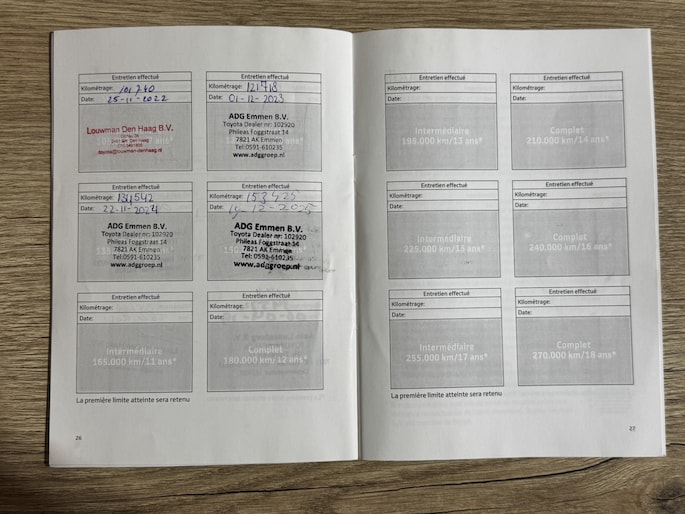 Entretien effectué
Kilométrage: 101740
Date: 25-11-2022
Louwman Den Haag B.V.
Entretien effectué
Kilométrage: 121718
Date: 01-12-2023
ADG Emmen B.V.
Toyota Dealer nr: 102920
Phileas Foggstraat 14
7821 AK Emmen
Tel:0591-610235
www.adggroep.nl
Entretien effectué
Kilométrage: 134542
Date: 22-11-2024
ADG Emmen B.V.
Toyota Dealer nr: 102920
Phileas Foggstraat 14
7821 AK Emmen
Tel:0591-610235
www.adggroep.nl
Entretien effectué
Kilométrage: 153425
Date: -12-2025
ADG Emmen B.V.
Toyota Dealer nr: 102920
Phileas Foggstraat 14
7821 AK Emmen
Tel:0591-610235
www.adggroep.nl
Entretien effectué
Kilométrage:
Date:
Intermédiaire
165.000 km/11 ans*
Entretien effectué
Kilométrage:
Date:
Complet
180.000 km/12 ans*
La première limite atteinte sera retenu
26
Entretien effectué
Kilométrage:
Date:
Intermédiaire
195.000 km/13 ans*
Entretien effectué
Kilométrage:
Date:
Complet
210.000 km/14 ans*
Entretien effectué
Kilométrage:
Date:
Intermédiaire
225.000 km/15 ans*
Entretien effectué
Kilométrage:
Date:
Complet
240.000 km/16 ans*
Entretien effectué
Kilométrage:
Date:
Intermédiaire
255.000 km/17 ans*
Entretien effectué
Kilométrage:
Date:
Complet
270.000 km/18 ans*
La première limite atteinte sera retenu
27